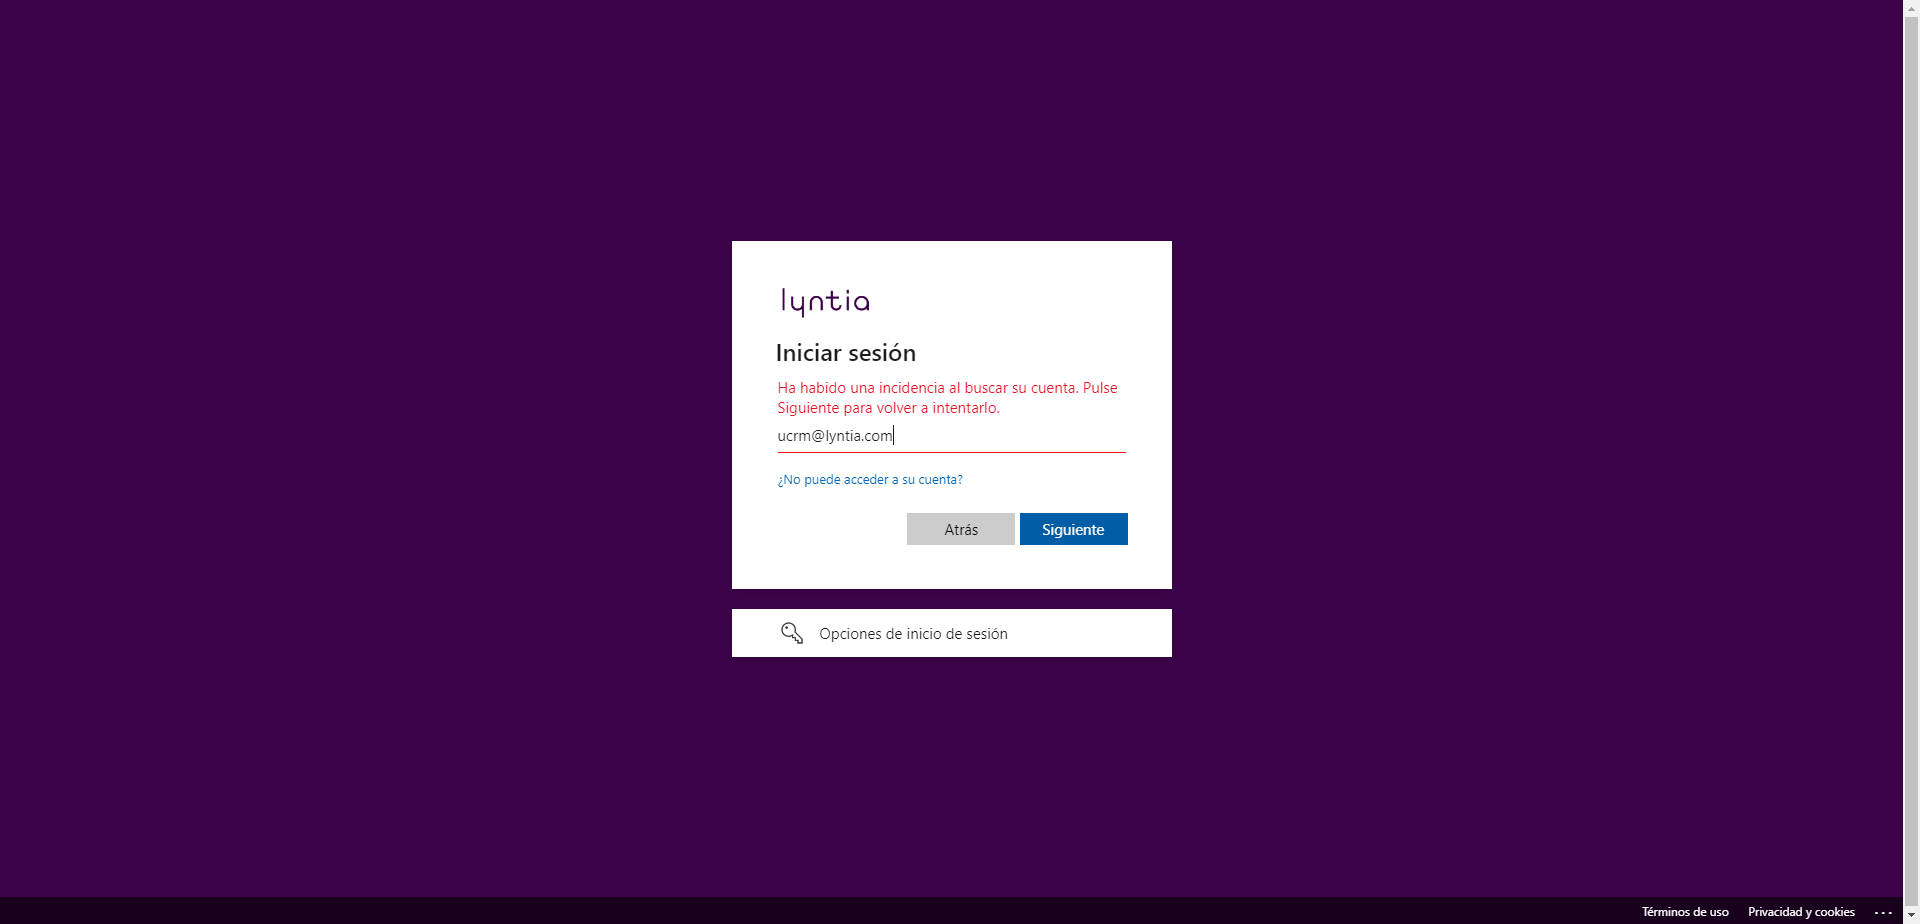 lyntia
Iniciar sesión
Ha habido una incidencia al buscar su cuenta. Pulse
Siguiente para volver a intentarlo.
ucrm@lyntia.com
¿No puede acceder a su cuenta?
Atrás
Siguiente
Opciones de inicio de sesión
Términos de uso
Privacidad y cookies
...